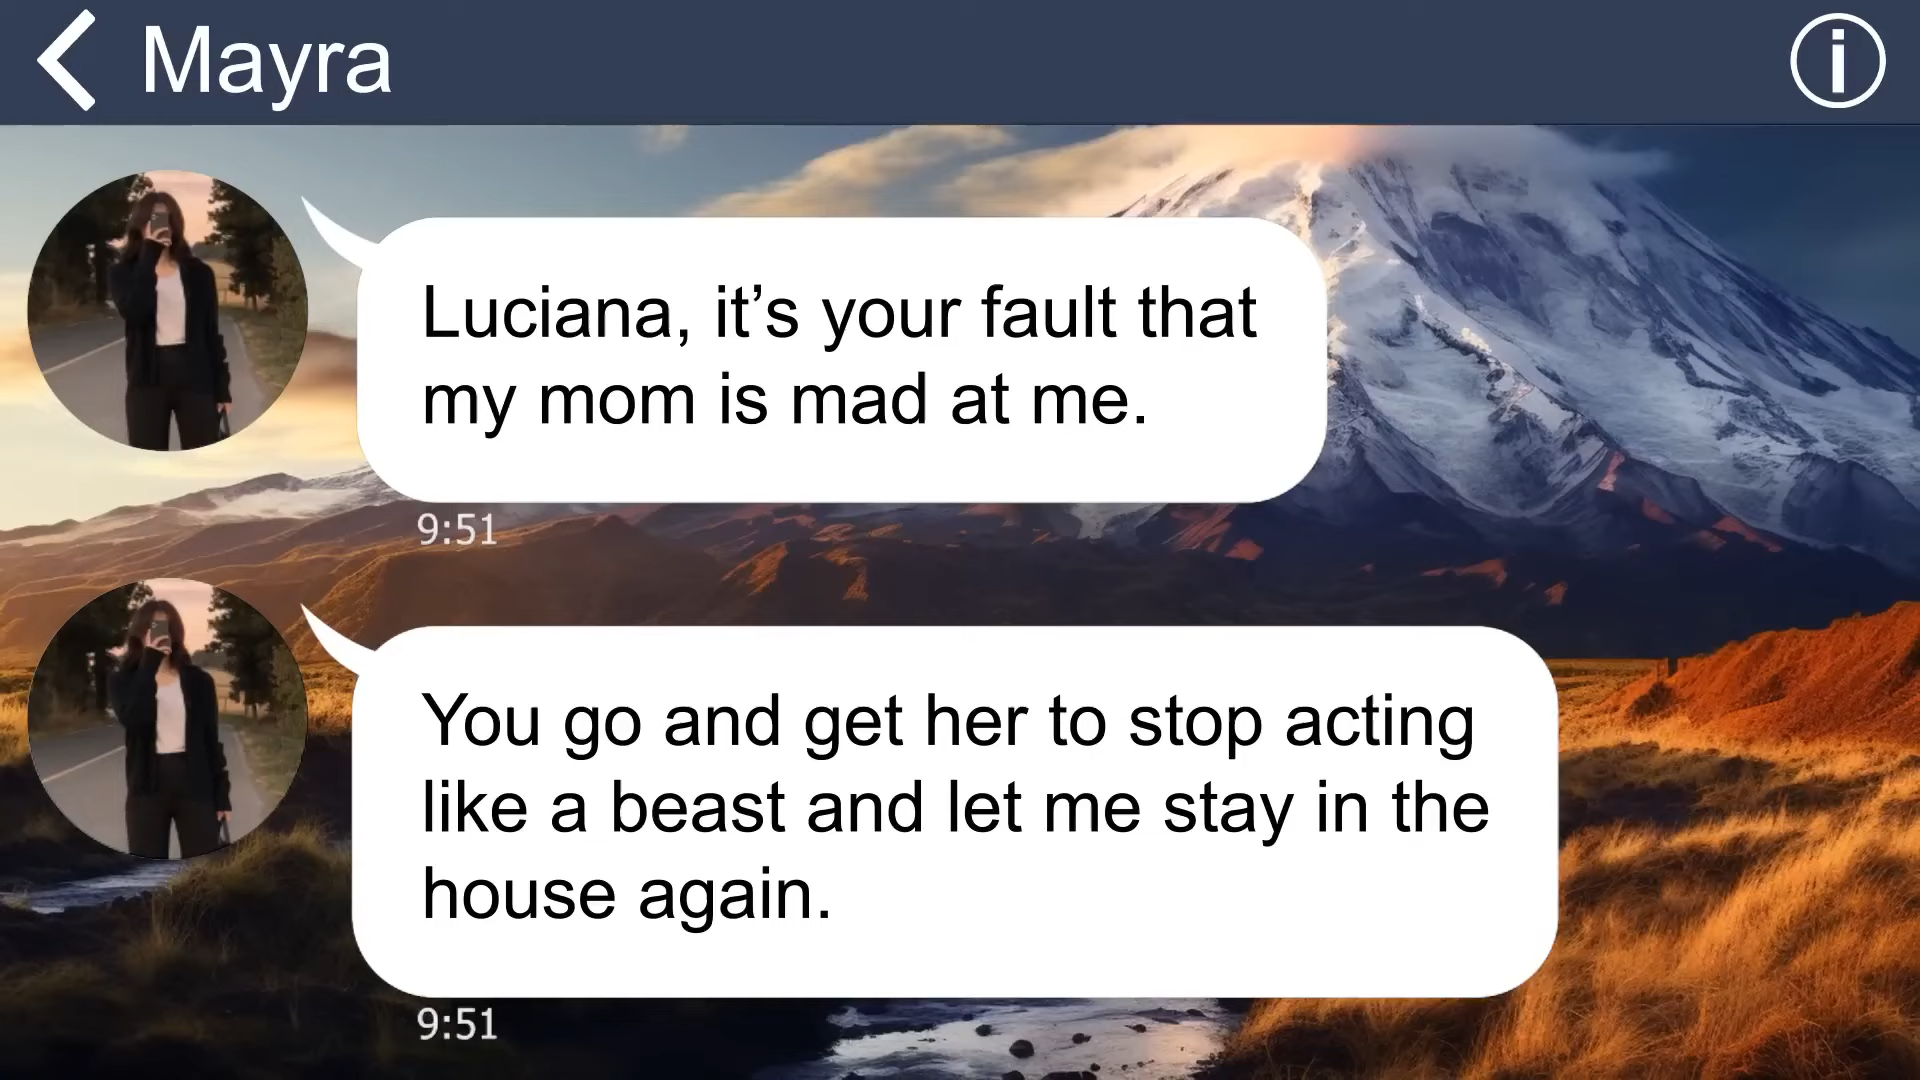 Mayra
Luciana, it’s your fault that
my mom is mad at me.
9:51
You go and get her to stop acting
like a beast and let me stay in the
house again.
9:51